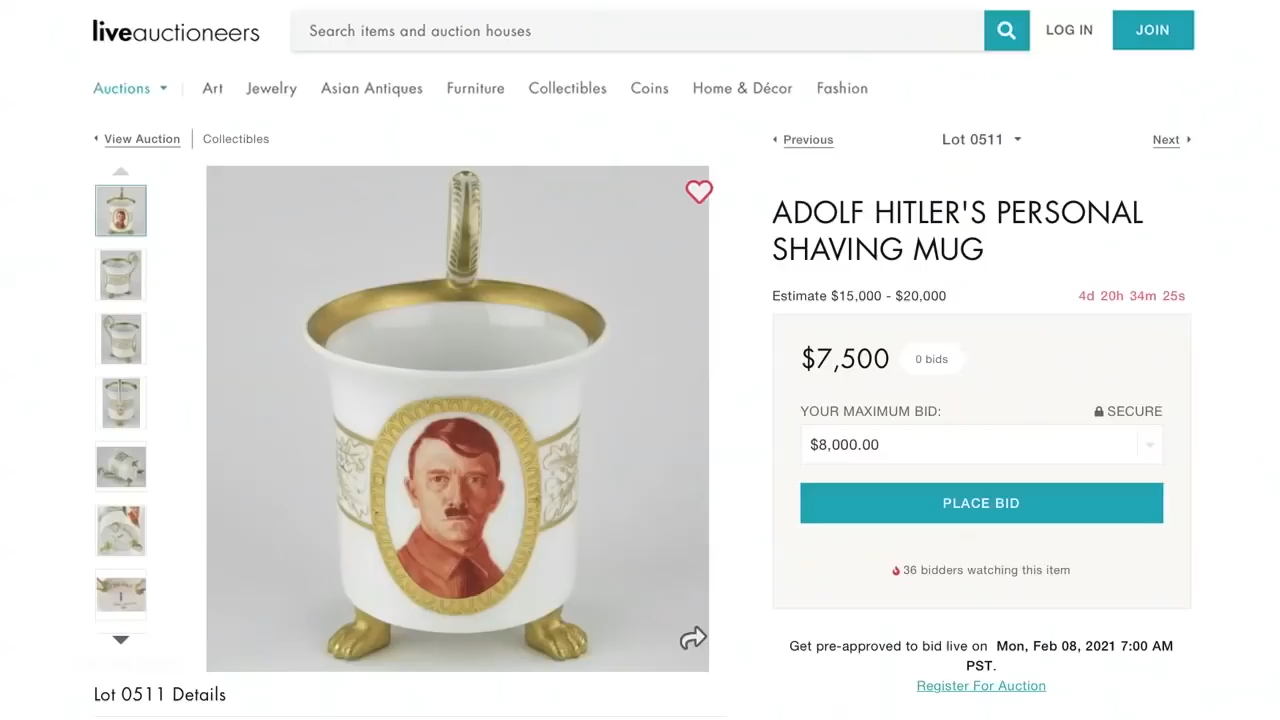 liveauctioneers
Search items and auction houses
LOG IN
JOIN
Auctions
Art
Jewelry
Asian Antiques
Furniture
Collectibles
Coins
Home & Décor
Fashion
View Auction
Collectibles
Previous
Lot 0511
Next
ADOLF HITLER'S PERSONAL
SHAVING MUG
Estimate $15,000 - $20,000
4d 20h 34m 25s
$7,500
0 bids
YOUR MAXIMUM BID:
SECURE
$8,000.00
PLACE BID
36 bidders watching this item
Get pre-approved to bid live on Mon, Feb 08, 2021 7:00 AM
PST.
Register For Auction
Lot 0511 Details